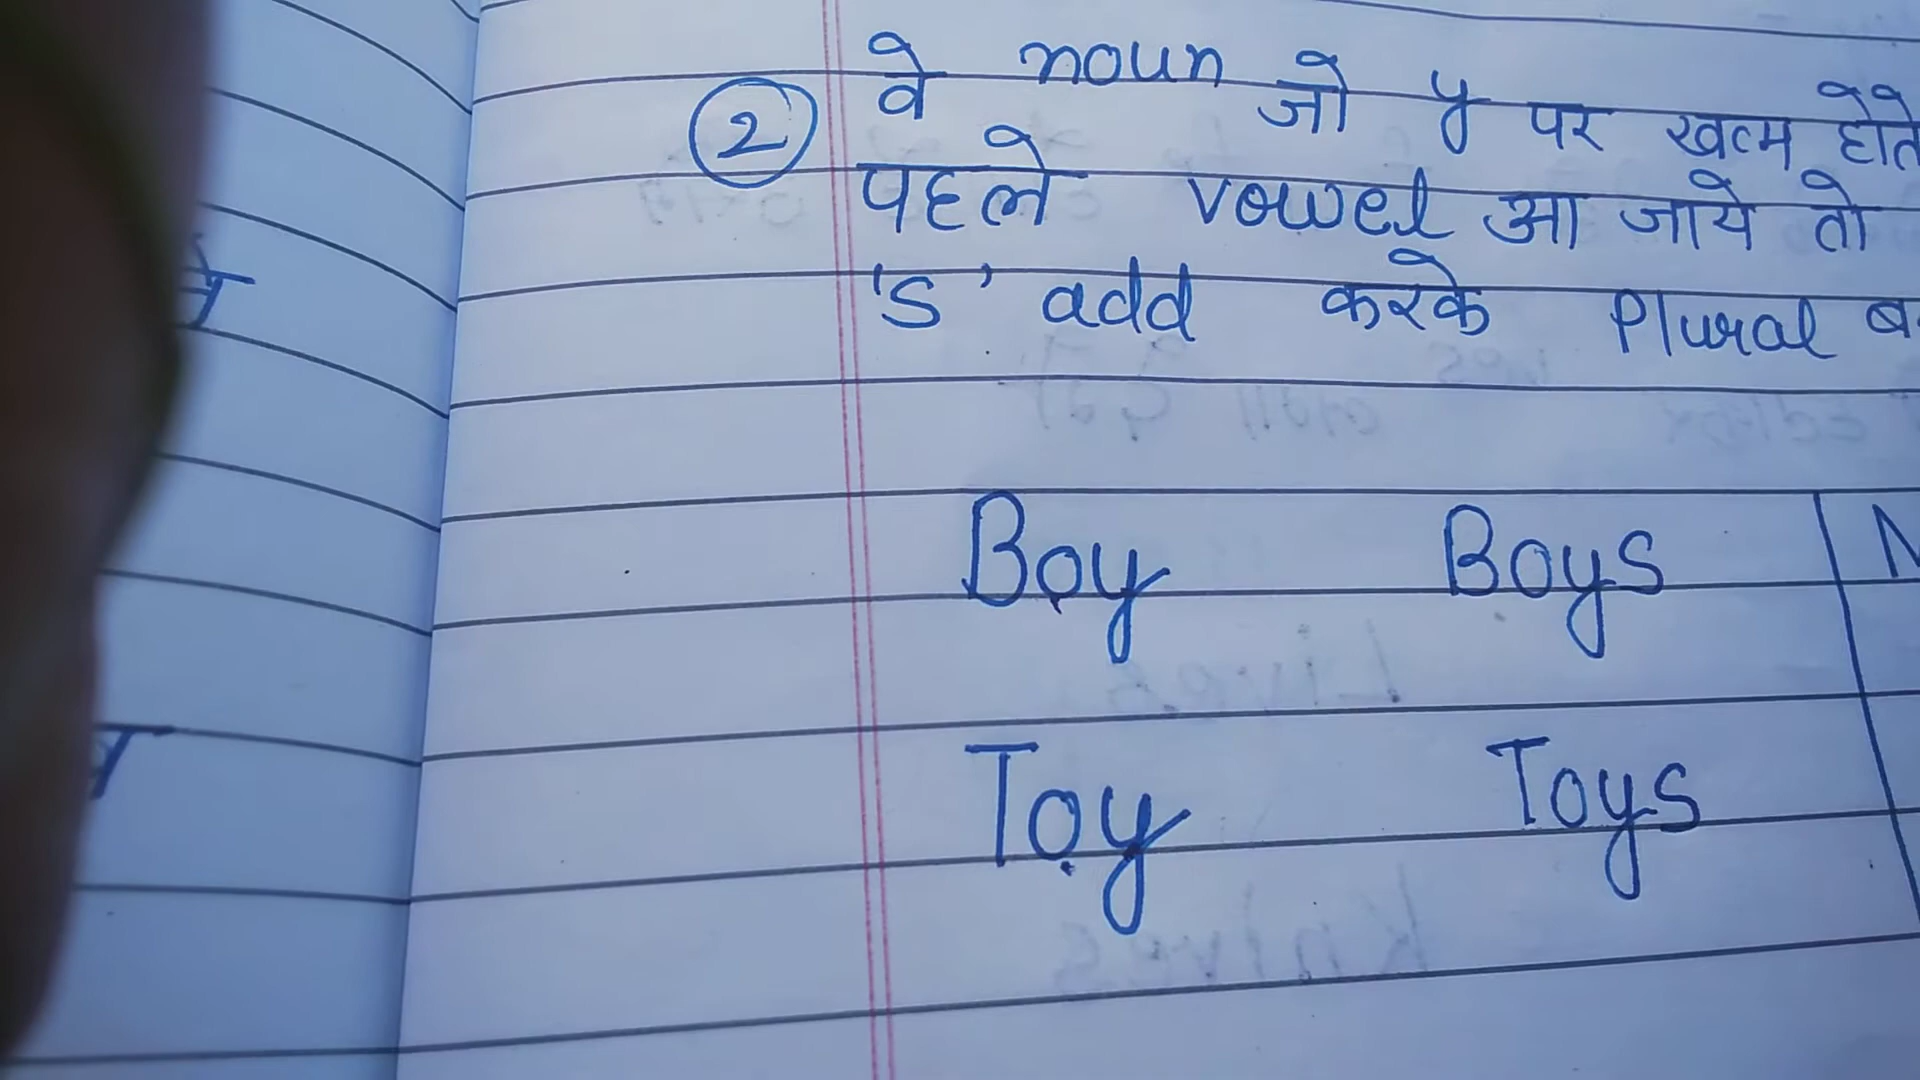 ② वे noun जो y पर खत्म होते
पहले vowel आ जाये तो
'S' add करके Plural
Boy Boys
Toy Toys